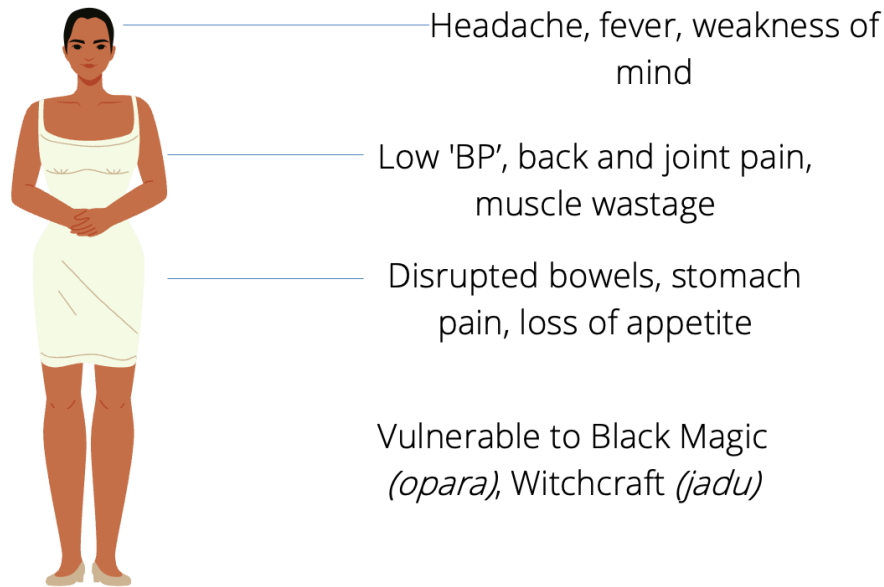 Headache, fever, weakness of
mind
Low 'BP’, back and joint pain,
muscle wastage
Disrupted bowels, stomach
pain, loss of appetite
Vulnerable to Black Magic
(opara), Witchcraft (jadu)